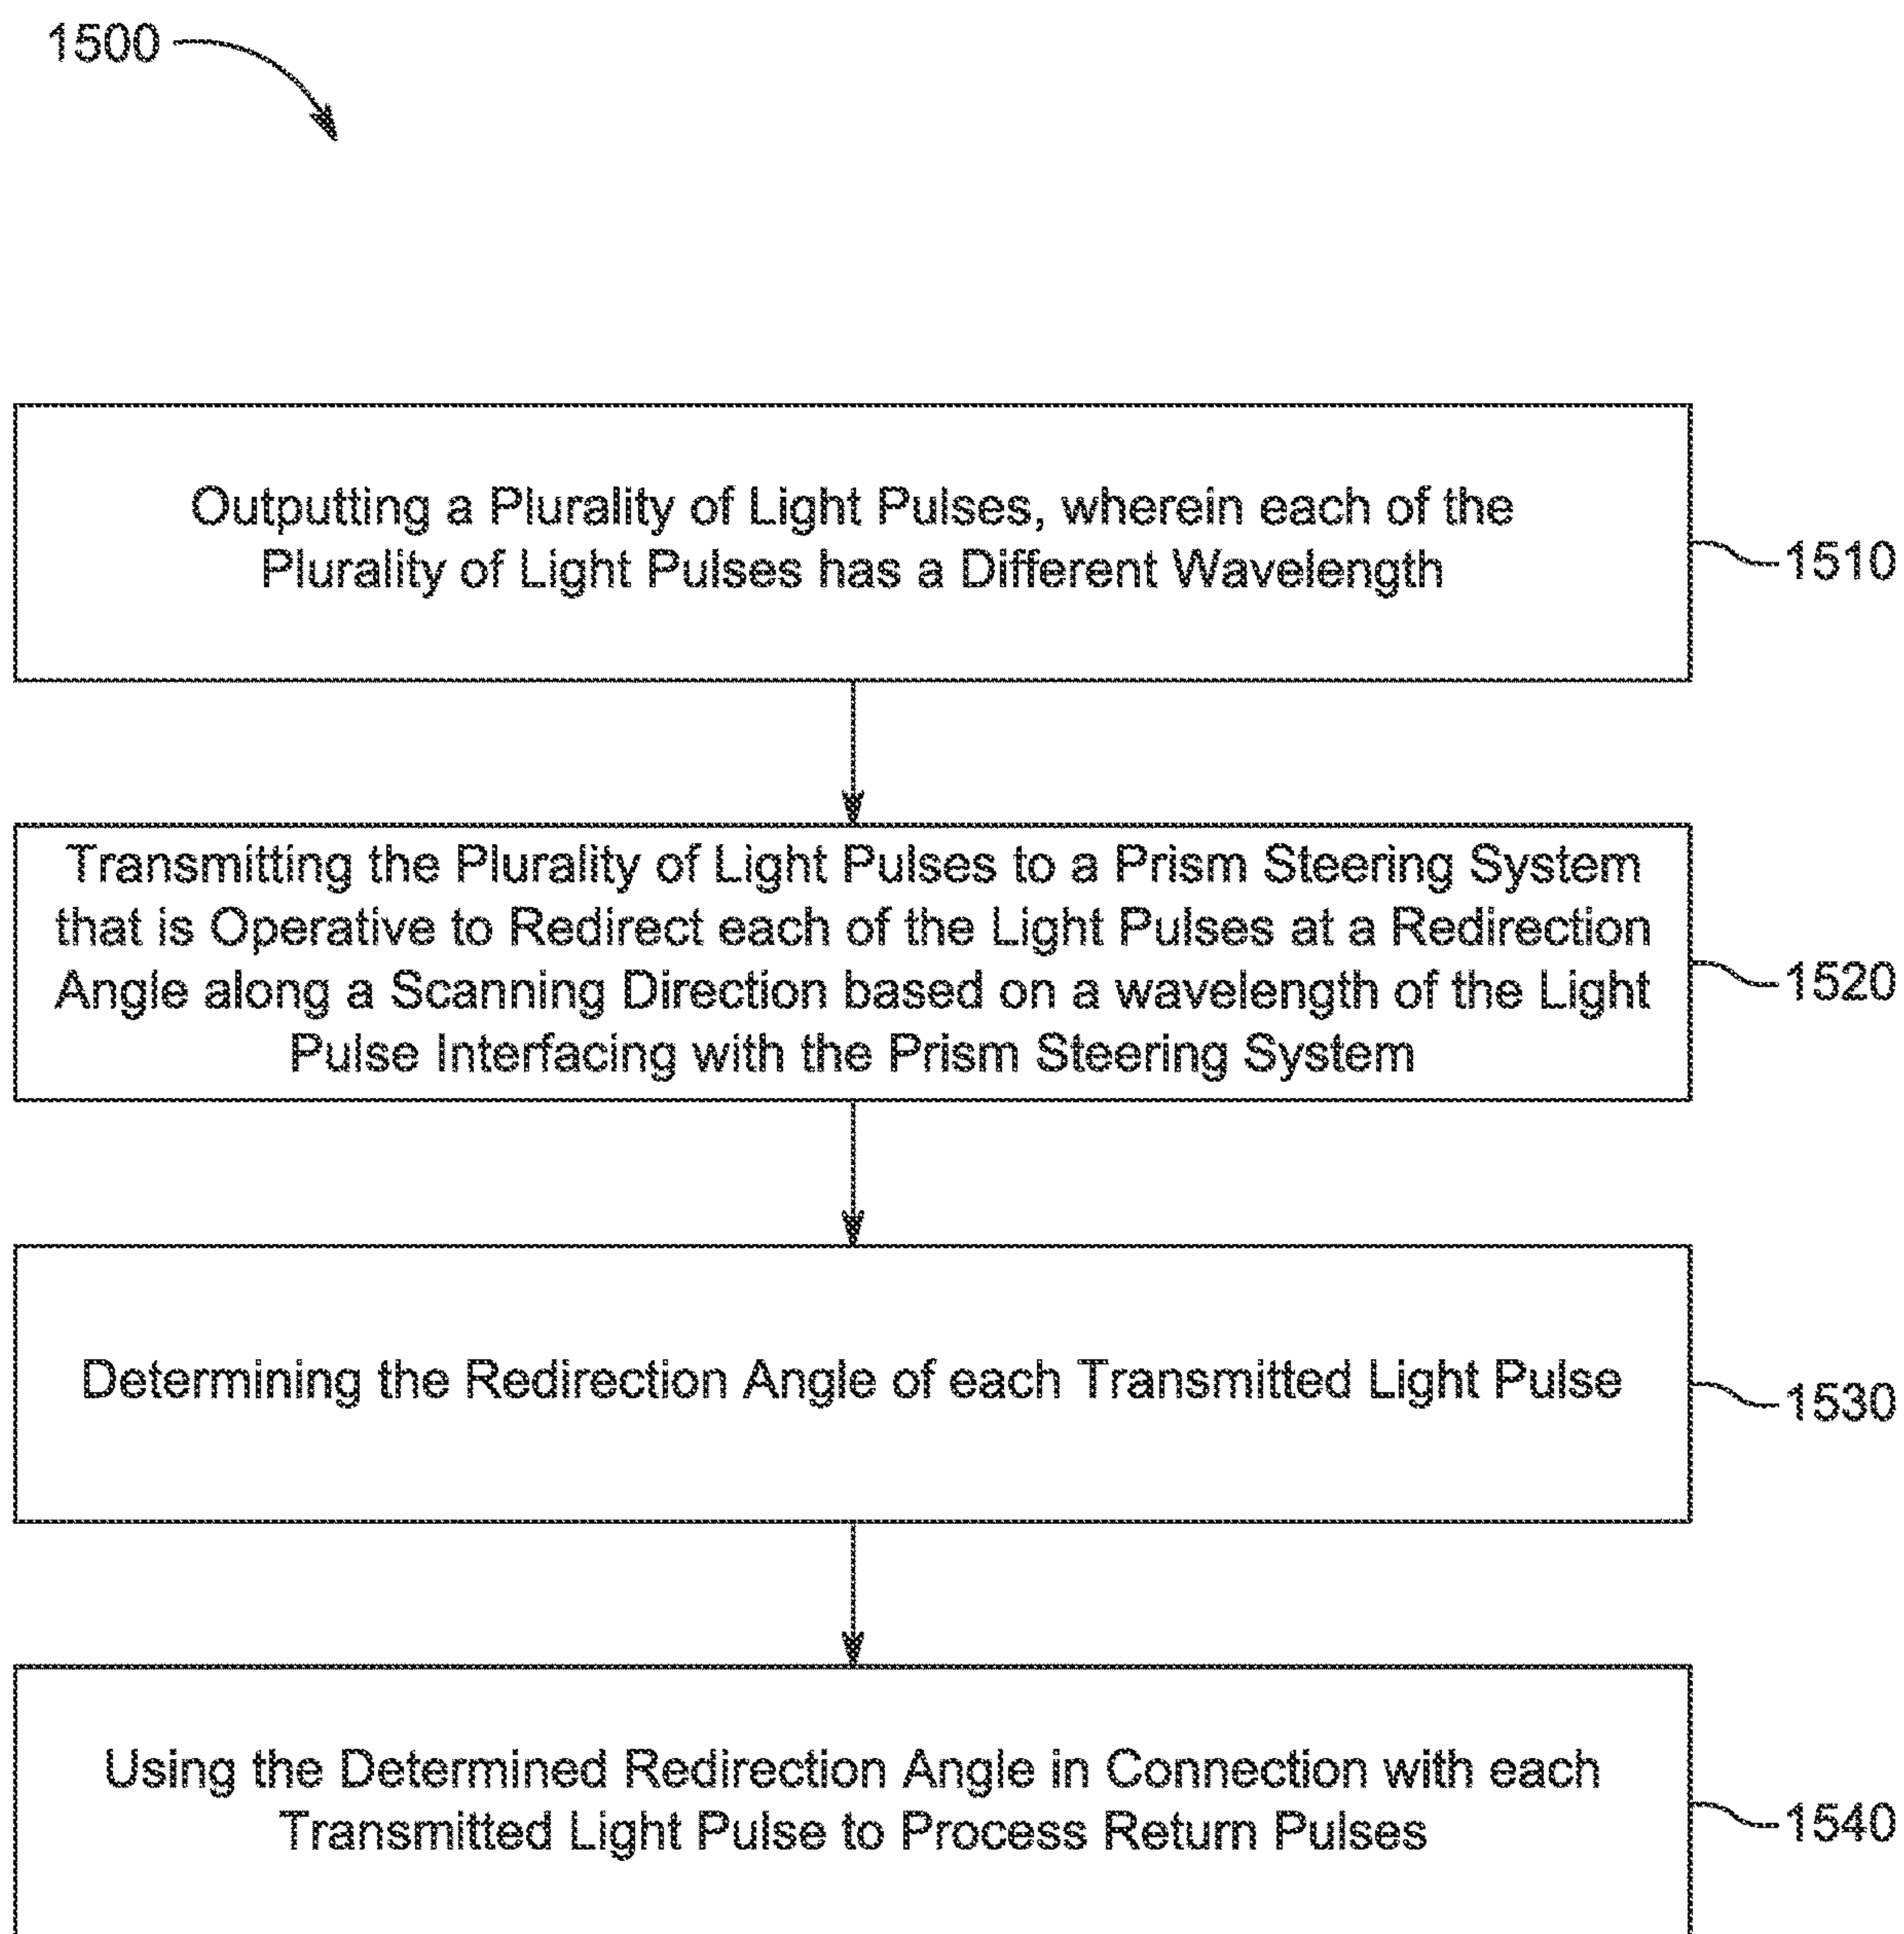 1500
Outputting a Plurality of Light Pulses, wherein each of the
Plurality of Light Pulses has a Different Wavelength
1510
Transmitting the Plurality of Light Pulses to a Prism Steering System
that is Operative to Redirect each of the Light Pulses at a Redirection
Angle along a Scanning Direction based on a wavelength of the Light
Pulse Interfacing with the Prism Steering System
1520
Determining the Redirection Angle of each Transmitted Light Pulse
1530
Using the Determined Redirection Angle in Connection with each
Transmitted Light Pulse to Process Return Pulses
1540